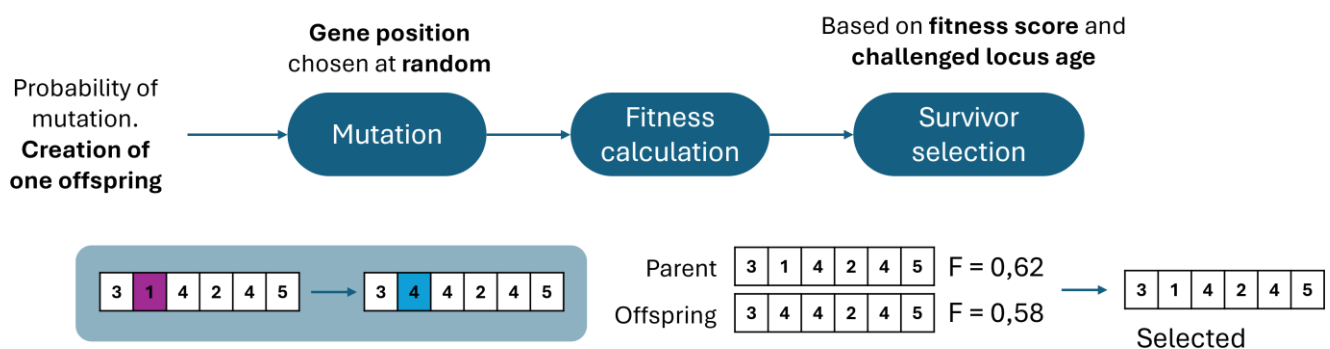 Probability of
mutation.
Creation of
one offspring
Gene position
chosen at random
Mutation
Fitness
calculation
Based on fitness score and
challenged locus age
Survivor
selection
3 1 4 2 4 5
3 4 4 2 4 5
Parent 3 1 4 2 4 5 F = 0,62
Offspring 3 4 4 2 4 5 F = 0,58
3 1 4 2 4 5
Selected